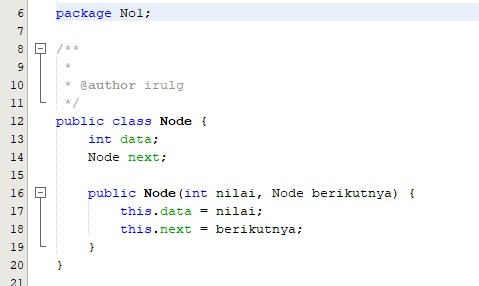 6 package No1;
7
8 /**
9 *
10 * @author irulg
11 */
12 public class Node {
13 int data;
14 Node next;
15
16 public Node(int nilai, Node berikutnya) {
17 this.data = nilai;
18 this.next = berikutnya;
19 }
20 }
21